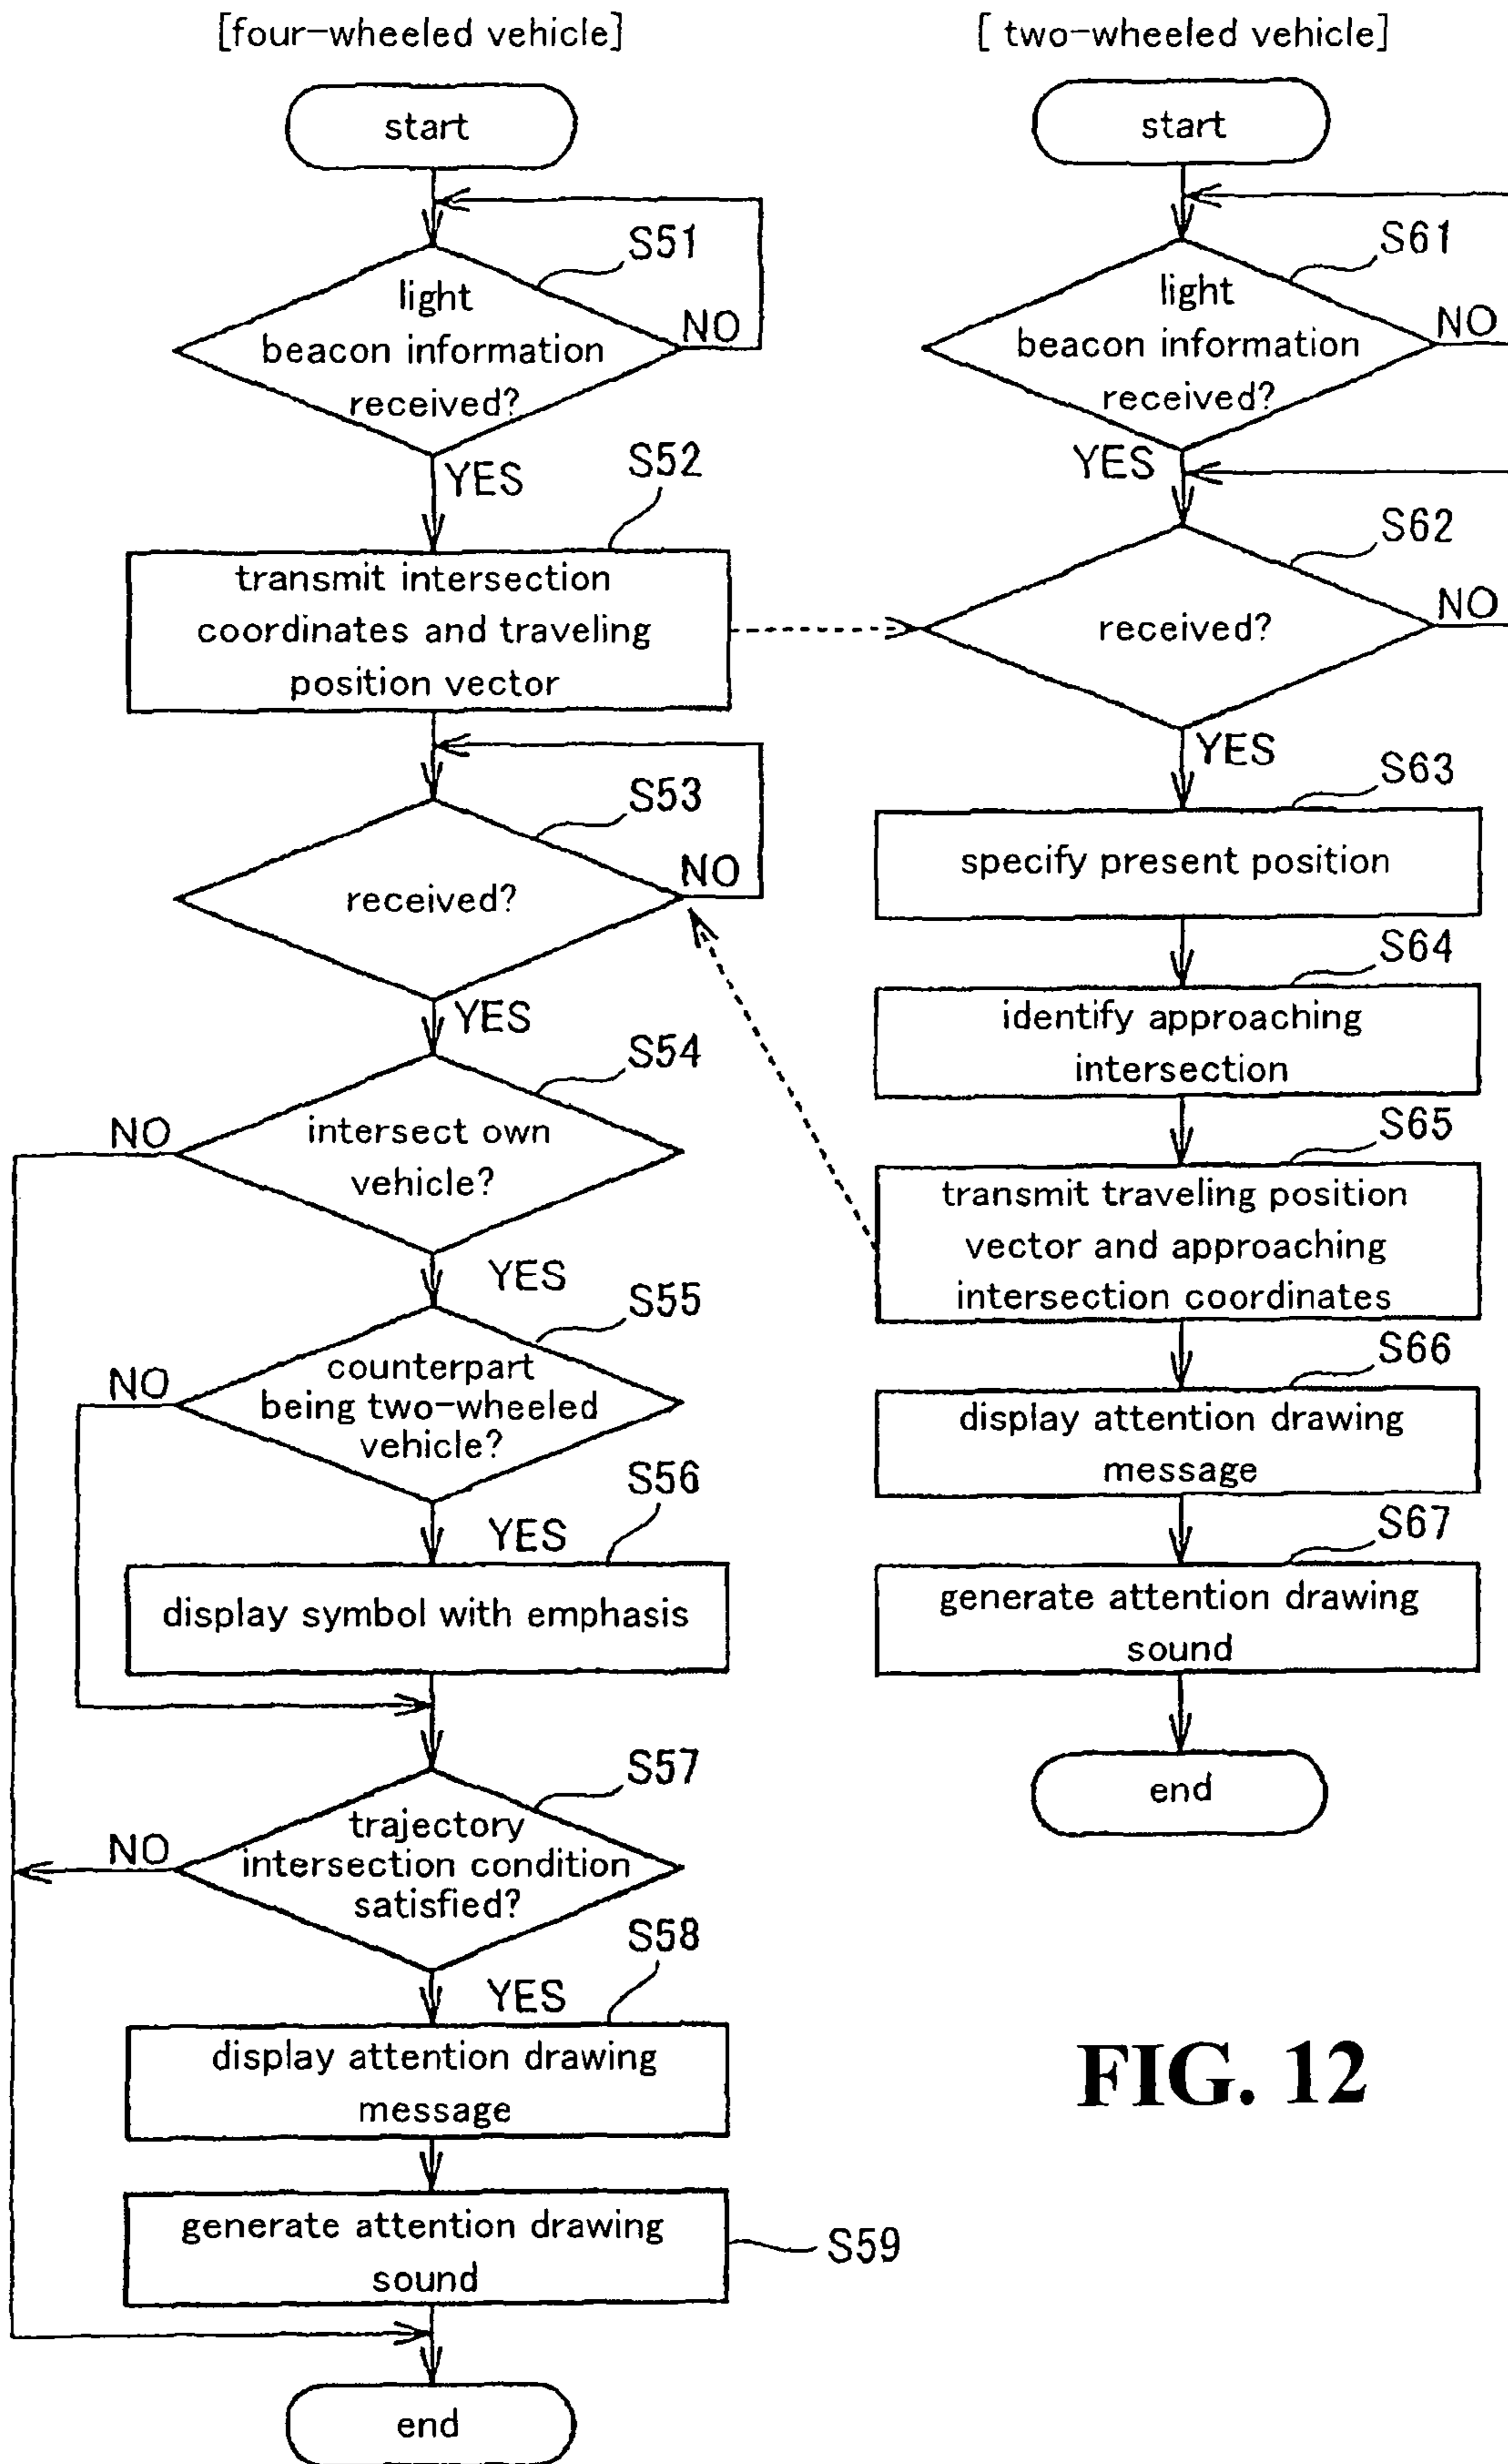 [four-wheeled vehicle]
start
S51
light
beacon information
received?
NO
YES
S52
transmit intersection
coordinates and traveling
position vector
S53
received?
NO
YES
S54
NO
intersect own
vehicle?
YES
S55
NO
counterpart
being two-wheeled
vehicle?
S56
YES
display symbol with emphasis
S57
NO
trajectory
intersection condition
satisfied?
S58
YES
display attention drawing
message
generate attention drawing
sound
S59
end
[ two-wheeled vehicle]
start
S61
light
beacon information
received?
NO
YES
S62
received?
NO
YES
S63
specify present position
S64
identify approaching
intersection
S65
transmit traveling position
vector and approaching
intersection coordinates
S66
display attention drawing
message
S67
generate attention drawing
sound
end
FIG. 12